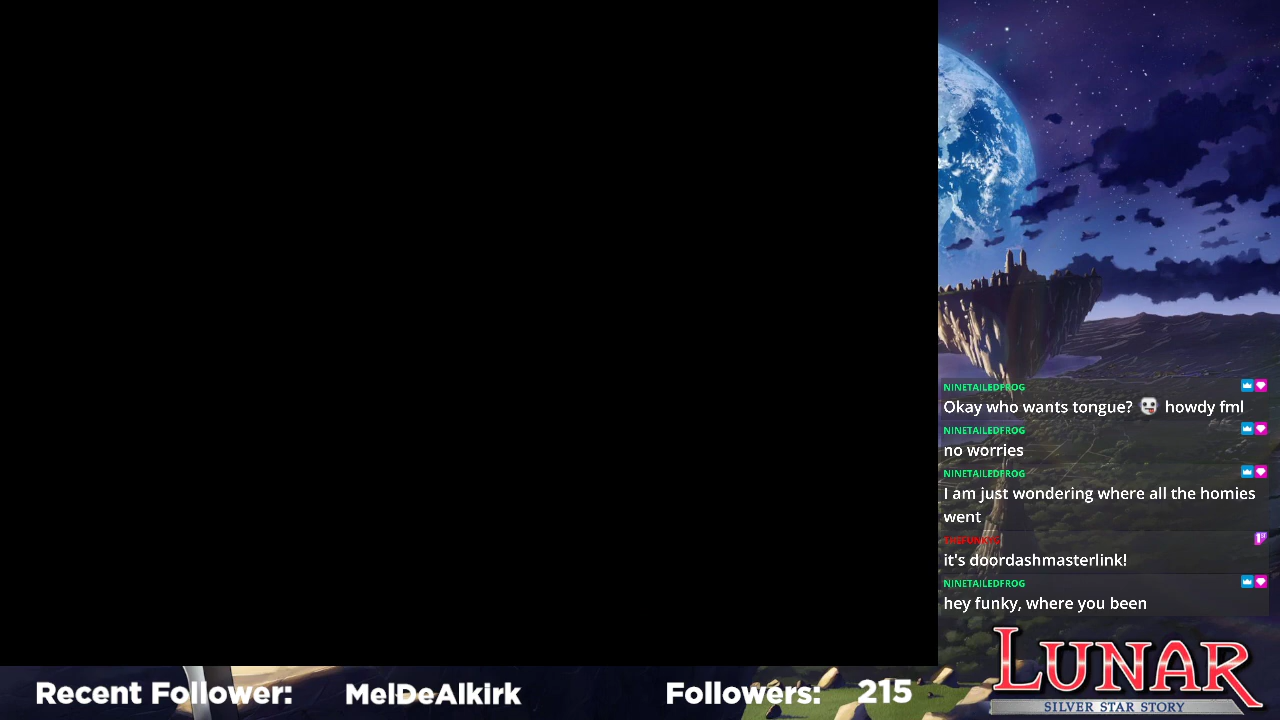 NINETAILEDFROG
Okay who wants tongue? howdy fml
NINETAILEDFROG
no worries
NINETAILEDFROG
I am just wondering where all the homies
went
it's doordashmasterlink!
NINETAILEDFROG
hey funky, where you been
LUNAR
SILVER STAR STORY
Recent Follower: MelDeAlkirk Followers: 215